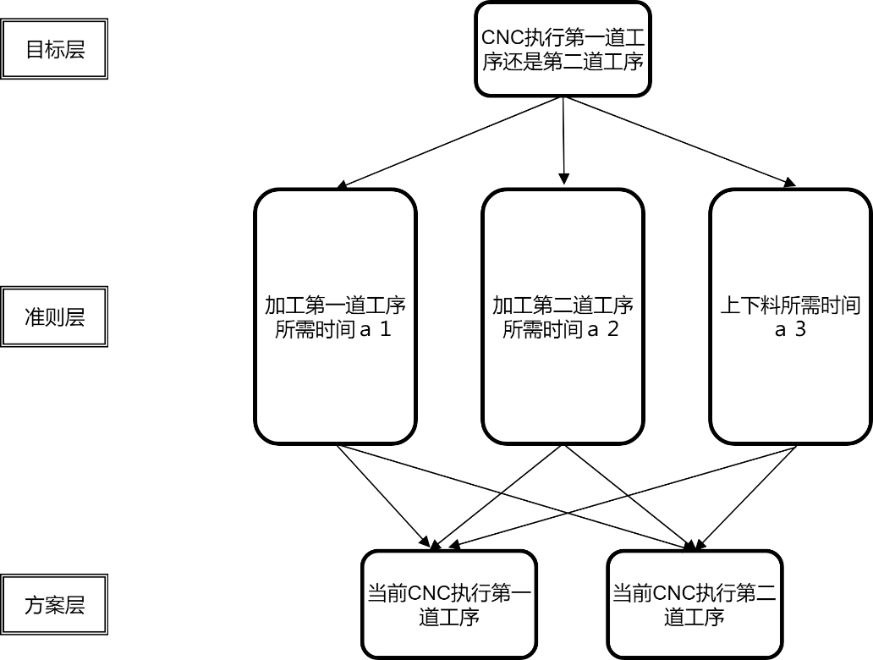 目标层
CNC执行第一道工
序还是第二道工序
准则层
加工第一道工序
所需时间a 1
加工第二道工序
所需时间a 2
上下料所需时间
a 3
方案层
当前CNC执行第一
道工序
当前CNC执行第二
道工序